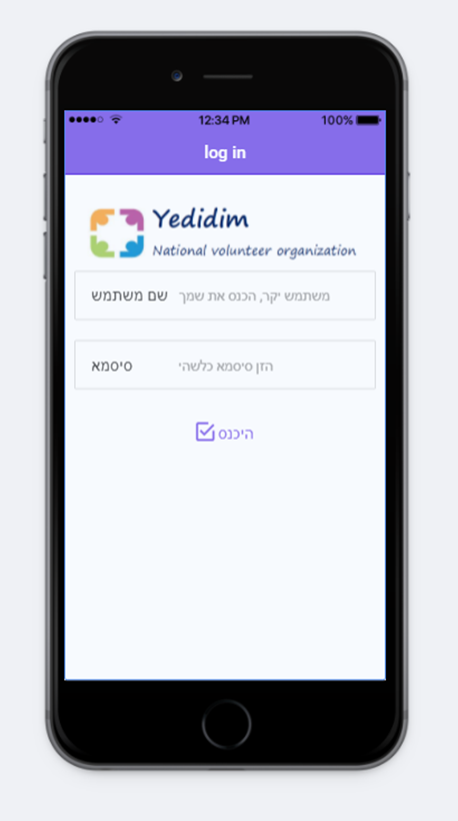 12:34 PM 100%
log in
Yedidim
National volunteer organization
שם משתמש משתמש יקר, הכנס את שמך
סיסמא הזן סיסמא כלשהי
היכנס